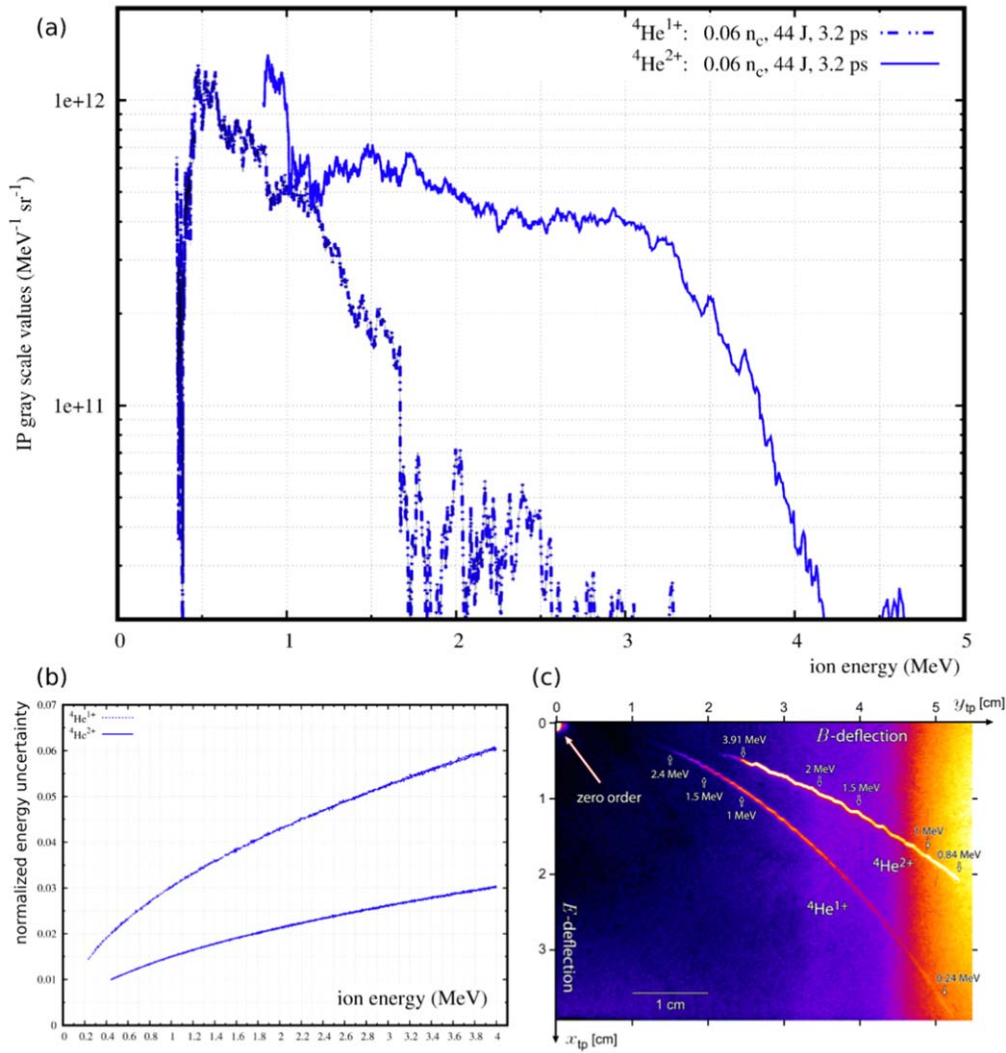 (a)
⁴He¹⁺: 0.06 n_c, 44 J, 3.2 ps
⁴He²⁺: 0.06 n_c, 44 J, 3.2 ps
1e+12
1e+11
IP gray scale values (MeV⁻¹ sr⁻¹)
0 1 2 3 4 5
ion energy (MeV)
(b)
⁴He¹⁺
⁴He²⁺
0.07
0.06
0.05
0.04
0.03
0.02
0.01
0
normalized energy uncertainty
ion energy (MeV)
0 0.2 0.4 0.6 0.8 1 1.2 1.4 1.6 1.8 2 2.2 2.4 2.6 2.8 3 3.2 3.4 3.6 3.8 4
(c)
0 1 2 3 4 5 y_tp [cm]
0
1
2
3
B-deflection
zero order
3.91 MeV
2.4 MeV
2 MeV
1.5 MeV
1.5 MeV
1 MeV
1 MeV
0.84 MeV
⁴He²⁺
⁴He¹⁺
0.24 MeV
E-deflection
1 cm
x_tp [cm]